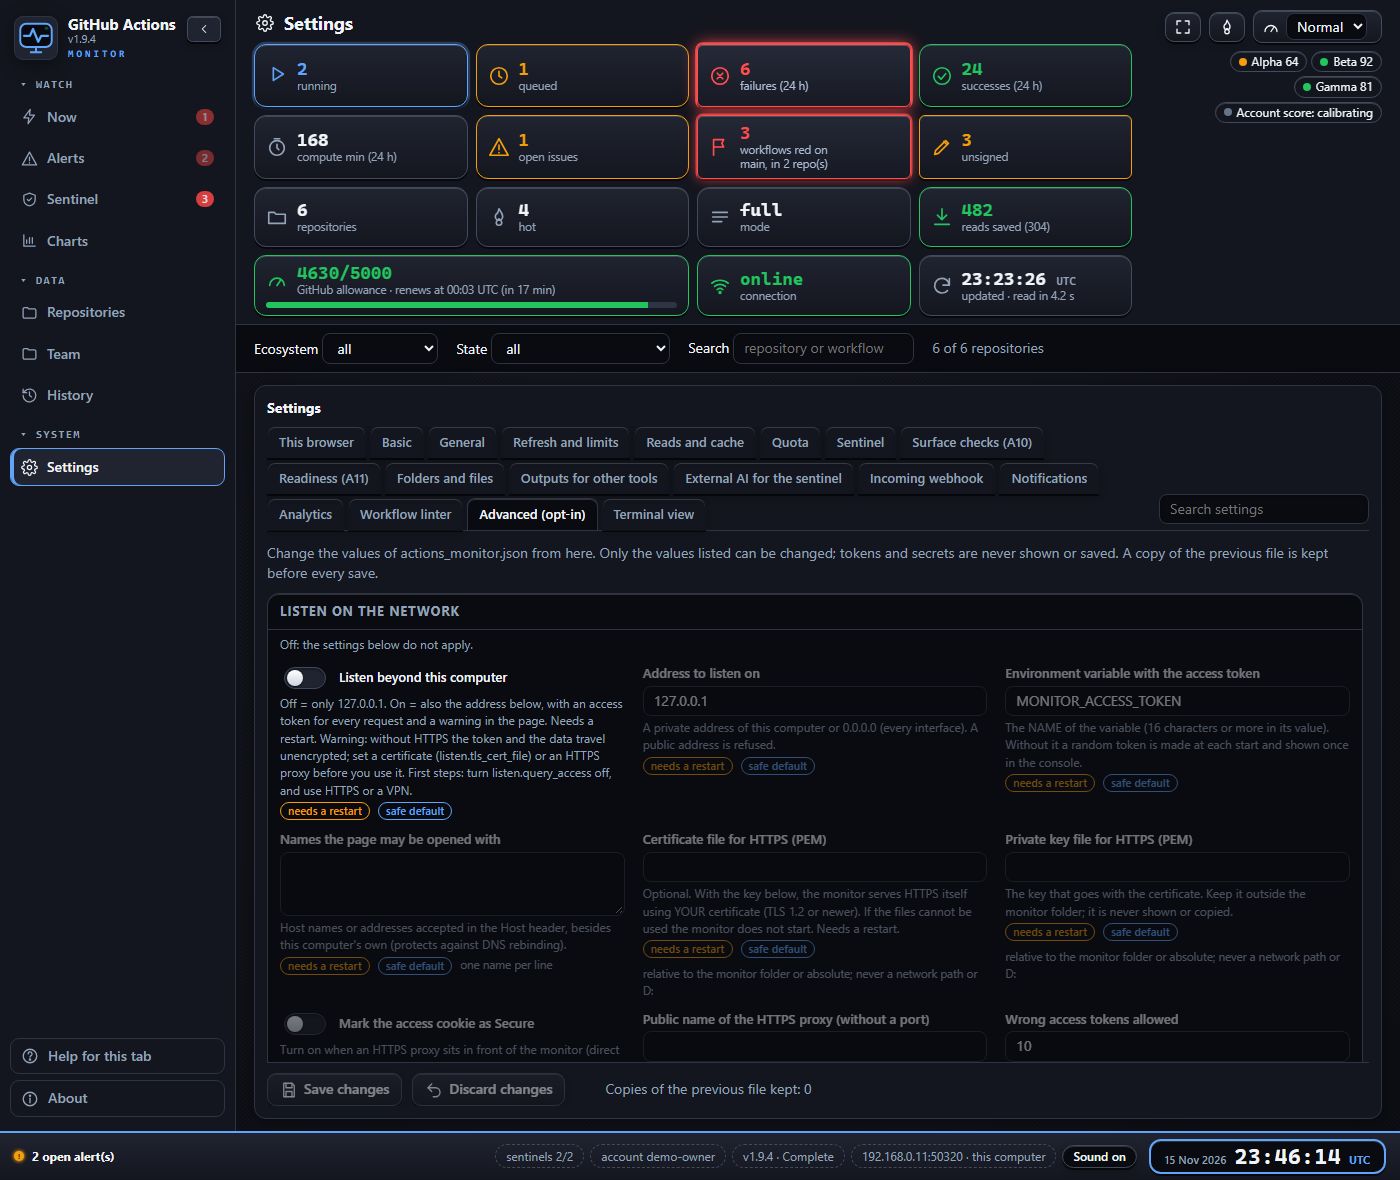 GitHub Actions
v1.9.4
MONITOR
WATCH
Now 1
Alerts 2
Sentinel 3
Charts
DATA
Repositories
Team
History
SYSTEM
Settings
Help for this tab
About
Settings
Normal
Alpha 64
Beta 92
Gamma 81
Account score: calibrating
2
running
1
queued
6
failures (24 h)
24
successes (24 h)
168
compute min (24 h)
1
open issues
3
workflows red on
main, in 2 repo(s)
3
unsigned
6
repositories
4
hot
full
mode
482
reads saved (304)
4630/5000
GitHub allowance · renews at 00:03 UTC (in 17 min)
online
connection
23:23:26 UTC
updated · read in 4.2 s
Ecosystem all State all Search repository or workflow 6 of 6 repositories
Settings
This browser Basic General Refresh and limits Reads and cache Quota Sentinel Surface checks (A10)
Readiness (A11) Folders and files Outputs for other tools External AI for the sentinel Incoming webhook Notifications
Analytics Workflow linter Advanced (opt-in) Terminal view Search settings
Change the values of actions_monitor.json from here. Only the values listed can be changed; tokens and secrets are never shown or saved. A copy of the previous file is kept
before every save.
LISTEN ON THE NETWORK
Off: the settings below do not apply.
Listen beyond this computer
Off = only 127.0.0.1. On = also the address below, with an access
token for every request and a warning in the page. Needs a
restart. Warning: without HTTPS the token and the data travel
unencrypted; set a certificate (listen.tls_cert_file) or an HTTPS
proxy before you use it. First steps: turn listen.query_access off,
and use HTTPS or a VPN.
needs a restart safe default
Address to listen on
127.0.0.1
A private address of this computer or 0.0.0.0 (every interface). A
public address is refused.
needs a restart safe default
Environment variable with the access token
MONITOR_ACCESS_TOKEN
The NAME of the variable (16 characters or more in its value).
Without it a random token is made at each start and shown once
in the console.
needs a restart safe default
Names the page may be opened with
Host names or addresses accepted in the Host header, besides
this computer's own (protects against DNS rebinding).
needs a restart safe default one name per line
Certificate file for HTTPS (PEM)
Optional. With the key below, the monitor serves HTTPS itself
using YOUR certificate (TLS 1.2 or newer). If the files cannot be
used the monitor does not start. Needs a restart.
needs a restart safe default
relative to the monitor folder or absolute; never a network path or
D:
Private key file for HTTPS (PEM)
The key that goes with the certificate. Keep it outside the
monitor folder; it is never shown or copied.
needs a restart safe default
relative to the monitor folder or absolute; never a network path or
D:
Mark the access cookie as Secure
Turn on when an HTTPS proxy sits in front of the monitor (direct
Public name of the HTTPS proxy (without a port)
Wrong access tokens allowed
10
Save changes Discard changes Copies of the previous file kept: 0
2 open alert(s)
sentinels 2/2 account demo-owner v1.9.4 · Complete 192.168.0.11:50320 · this computer Sound on 15 Nov 2026 23:46:14 UTC